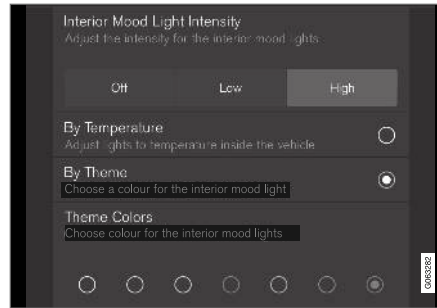 Interior Mood Light Intensity
Adjust the intensity for the interior mood lights
Off Low High
By Temperature
Adjust lights to temperature inside the vehicle
By Theme
Choose a colour for the interior mood light
Theme Colors
Choose colour for the interior mood lights
G063282